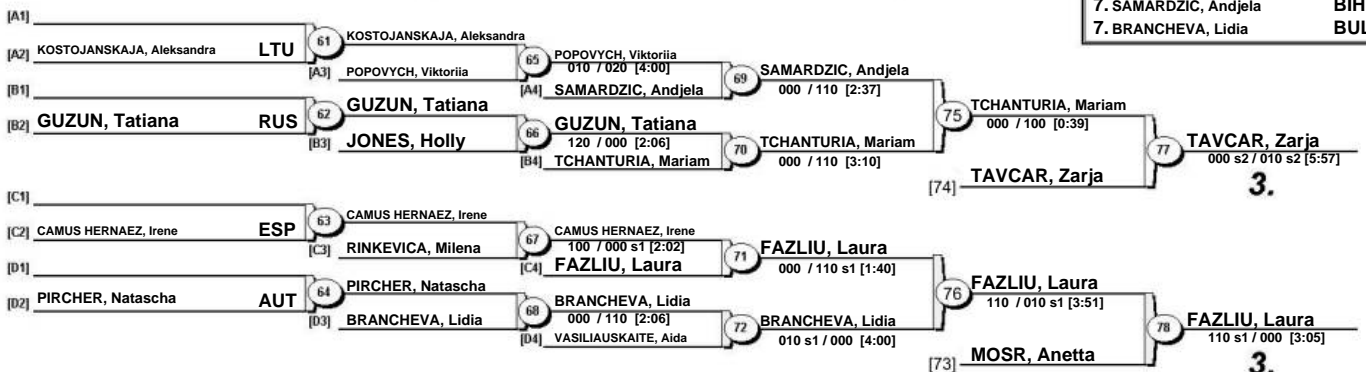 7. SAMARDZIC, Andjela BIH
7. BRANCHEVA, Lidia BUL
[A1]
[A2] KOSTOJANSKAJA, Aleksandra LTU
61
KOSTOJANSKAJA, Aleksandra
[A3] POPOVYCH, Viktoriia
65
POPOVYCH, Viktoriia
010 / 020 [4:00]
[A4] SAMARDZIC, Andjela
69
SAMARDZIC, Andjela
000 / 110 [2:37]
[B1]
[B2] GUZUN, Tatiana RUS
62
GUZUN, Tatiana
[B3] JONES, Holly
66
GUZUN, Tatiana
120 / 000 [2:06]
[B4] TCHANTURIA, Mariam
70
TCHANTURIA, Mariam
000 / 110 [3:10]
75
TCHANTURIA, Mariam
000 / 100 [0:39]
[74] TAVCAR, Zarja
77
TAVCAR, Zarja
000 s2 / 010 s2 [5:57]
3.
[C1]
[C2] CAMUS HERNAEZ, Irene ESP
63
CAMUS HERNAEZ, Irene
[C3] RINKEVICA, Milena
67
CAMUS HERNAEZ, Irene
100 / 000 s1 [2:02]
[C4] FAZLIU, Laura
71
FAZLIU, Laura
000 / 110 s1 [1:40]
[D1]
[D2] PIRCHER, Natascha AUT
64
PIRCHER, Natascha
[D3] BRANCHEVA, Lidia
68
BRANCHEVA, Lidia
000 / 110 [2:06]
[D4] VASILIAUSKAITE, Aida
72
BRANCHEVA, Lidia
010 s1 / 000 [4:00]
76
FAZLIU, Laura
110 / 010 s1 [3:51]
[73] MOSR, Anetta
78
FAZLIU, Laura
110 s1 / 000 [3:05]
3.